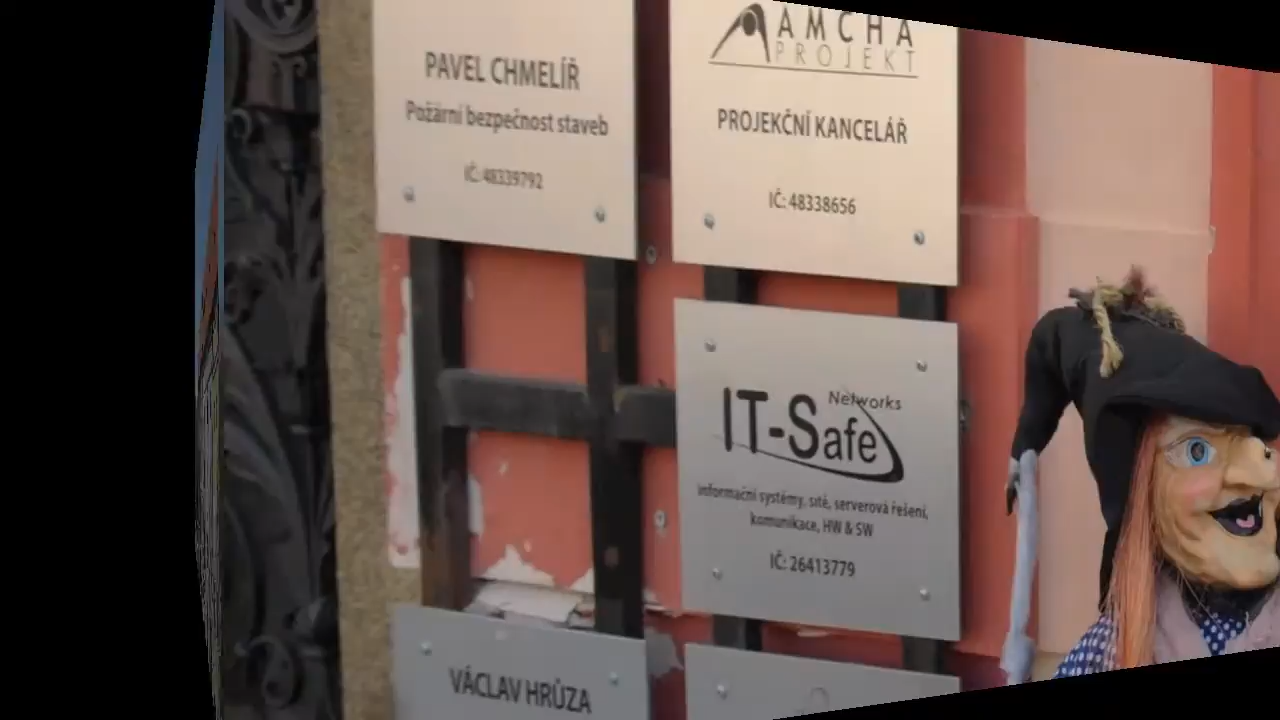 PAVEL CHMELÍŘ
Požární bezpečnost staveb
IČ: 48339792
AMCHA
PROJEKT
PROJEKČNÍ KANCELÁŘ
IČ: 48338656
IT-Safe Networks
informační systémy, sítě, serverová řešení,
komunikace, HW & SW
IČ: 26413779
VÁCLAV HRŮZA